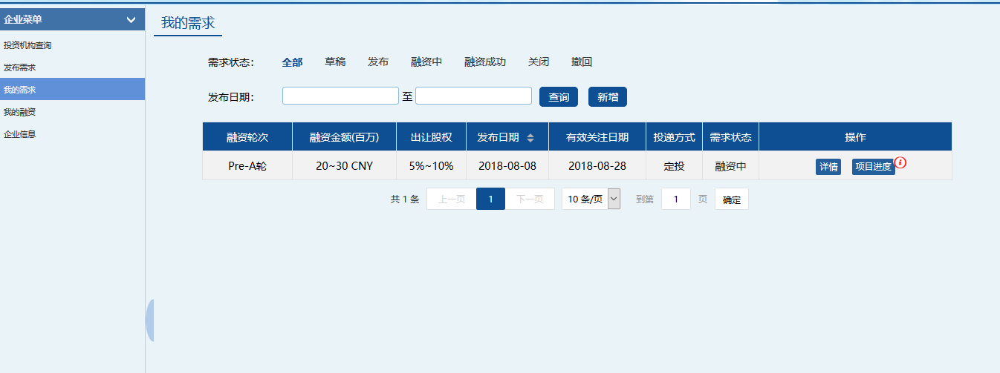 企业菜单
投资机构查询
发布需求
我的需求
我的融资
企业信息
我的需求
需求状态： 全部 草稿 发布 融资中 融资成功 关闭 撤回
发布日期： 至 查询 新增
融资轮次 融资金额(百万) 出让股权 发布日期 有效关注日期 投递方式 需求状态 操作
Pre-A轮 20~30 CNY 5%~10% 2018-08-08 2018-08-28 定投 融资中 详情 项目进度 i
共 1 条 上一页 1 下一页 10 条/页 到第 1 页 确定